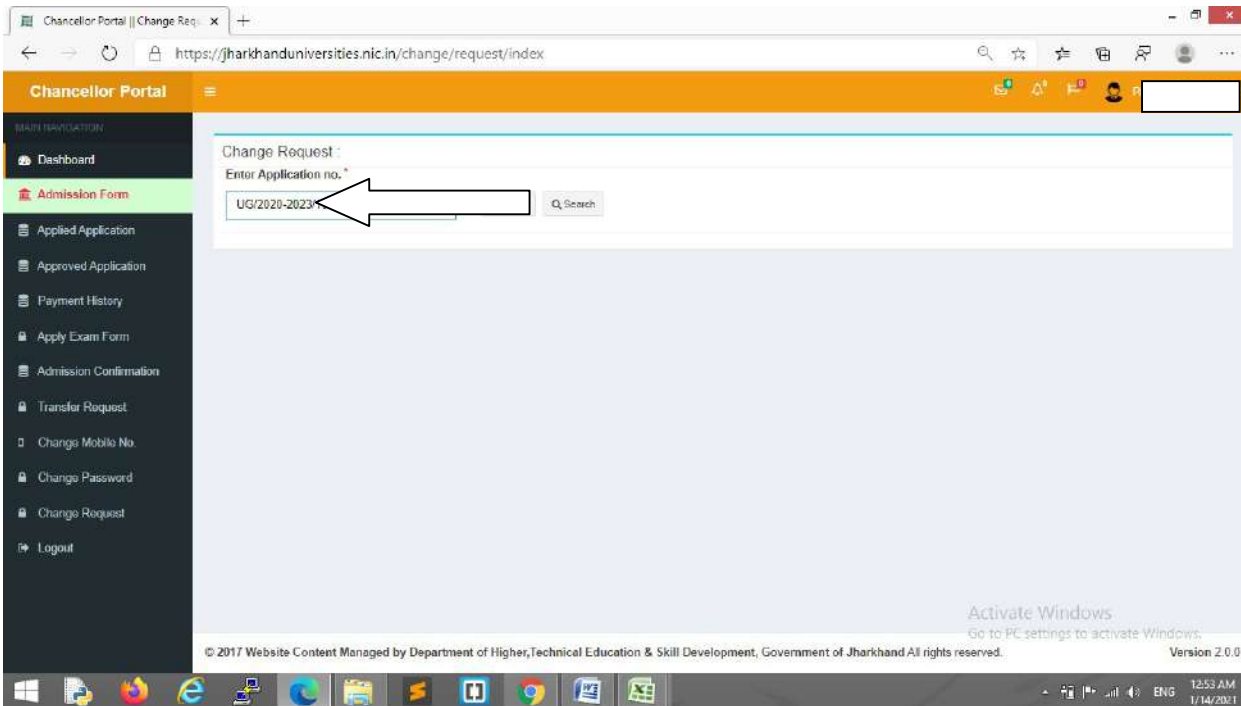 Chancellor Portal || Change Req
https://jharkhanduniversities.nic.in/change/request/index
Chancellor Portal
MAIN NAVIGATION
Dashboard
Admission Form
Applied Application
Approved Application
Payment History
Apply Exam Form
Admission Confirmation
Transfer Request
Change Mobile No.
Change Password
Change Request
Logout
Change Request :
Enter Application no. *
UG/2020-2023/
Search
Activate Windows
Go to PC settings to activate Windows.
© 2017 Website Content Managed by Department of Higher,Technical Education & Skill Development, Government of Jharkhand All rights reserved.
Version 2.0.0
ENG
12:53 AM
1/14/2021